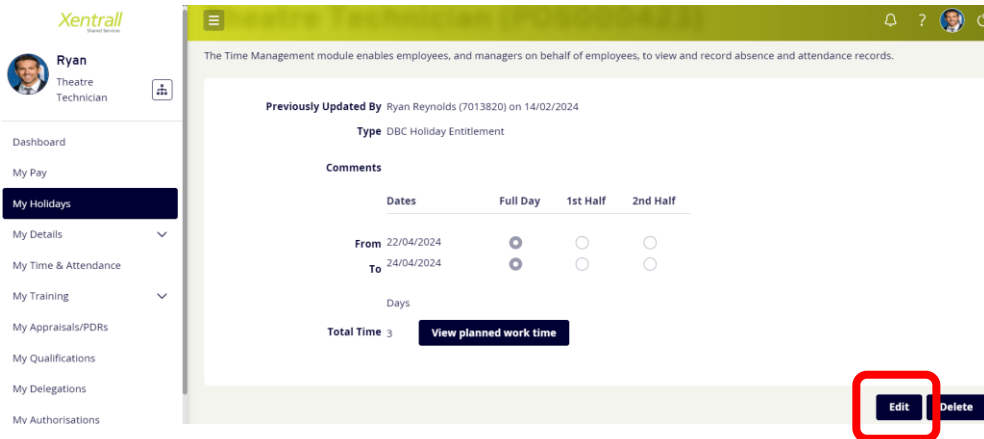 Xentrall
Shared Services
Ryan
Theatre
Technician
Dashboard
My Pay
My Holidays
My Details
My Time & Attendance
My Training
My Appraisals/PDRs
My Qualifications
My Delegations
My Authorisations
Theatre Technician
?
The Time Management module enables employees, and managers on behalf of employees, to view and record absence and attendance records.
Previously Updated By Ryan Reynolds (7013820) on 14/02/2024
Type DBC Holiday Entitlement
Comments
Dates Full Day 1st Half 2nd Half
From 22/04/2024
To 24/04/2024
Days
Total Time 3 View planned work time
Edit Delete